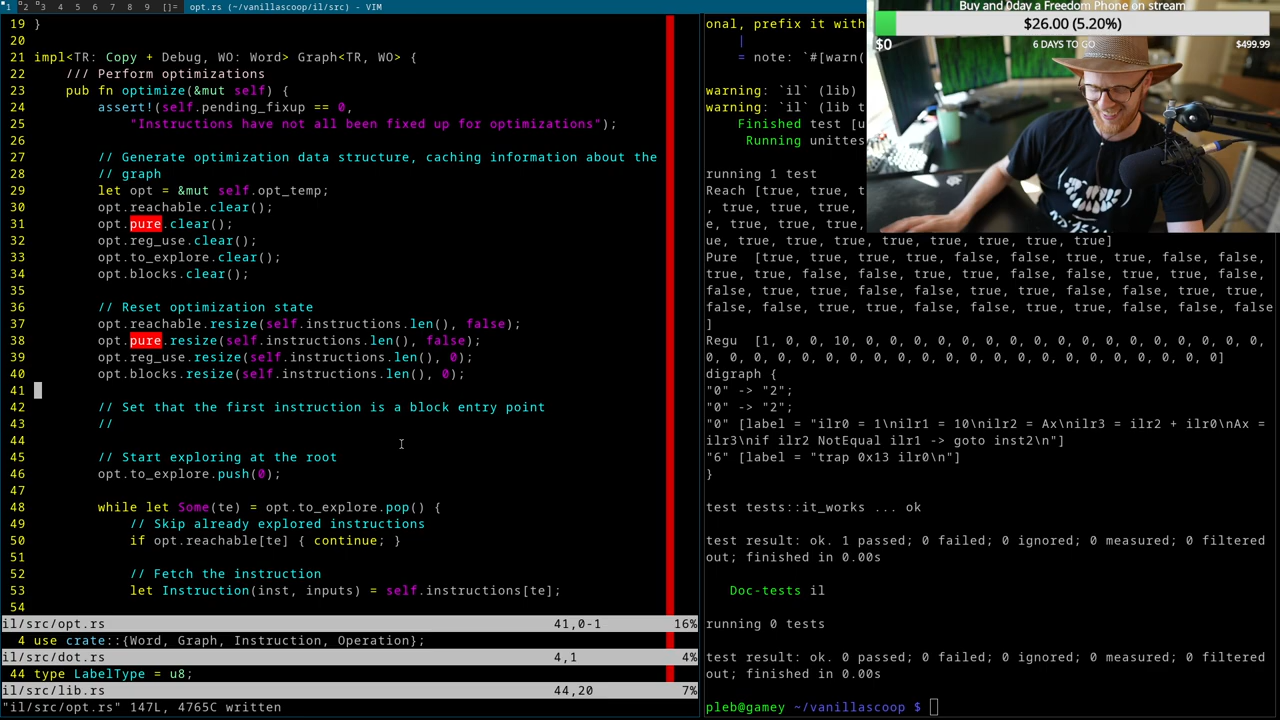 1 2 3 4 5 6 7 8 9 []= opt.rs (~/vanillascoop/il/src) - VIM
19 }
20
21 impl<TR: Copy + Debug, WO: Word> Graph<TR, WO> {
22 /// Perform optimizations
23 pub fn optimize(&mut self) {
24 assert!(self.pending_fixup == 0,
25 "Instructions have not all been fixed up for optimizations");
26
27 // Generate optimization data structure, caching information about the
28 // graph
29 let opt = &mut self.opt_temp;
30 opt.reachable.clear();
31 opt.pure.clear();
32 opt.reg_use.clear();
33 opt.to_explore.clear();
34 opt.blocks.clear();
35
36 // Reset optimization state
37 opt.reachable.resize(self.instructions.len(), false);
38 opt.pure.resize(self.instructions.len(), false);
39 opt.reg_use.resize(self.instructions.len(), 0);
40 opt.blocks.resize(self.instructions.len(), 0);
41
42 // Set that the first instruction is a block entry point
43 //
44
45 // Start exploring at the root
46 opt.to_explore.push(0);
47
48 while let Some(te) = opt.to_explore.pop() {
49 // Skip already explored instructions
50 if opt.reachable[te] { continue; }
51
52 // Fetch the instruction
53 let Instruction(inst, inputs) = self.instructions[te];
54
il/src/opt.rs 41,0-1 16%
4 use crate::{Word, Graph, Instruction, Operation};
il/src/dot.rs 4,1 4%
44 type LabelType = u8;
il/src/lib.rs 44,20 7%
"il/src/opt.rs" 147L, 4765C written
onal, prefix it with
|
= note: `#[warn(
warning: `il` (lib)
warning: `il` (lib t
Finished test [u
Running unittes
running 1 test
Reach [true, true, t
, true, true, true,
e, true, true, true,
ue, true, true, true, true, true, true, true]
Pure [true, true, true, true, false, false, true, true, false, false,
true, true, false, false, true, true, false, false, true, true, false,
false, true, true, false, false, true, true, false, false, true, true,
false, false, true, true, false, false, true, true, false, false, false
]
Regu [1, 0, 0, 10, 0, 0, 0, 0, 0, 0, 0, 0, 0, 0, 0, 0, 0, 0, 0, 0, 0, 0,
0, 0, 0, 0, 0, 0, 0, 0, 0, 0, 0, 0, 0, 0, 0, 0, 0, 0, 0, 0, 0]
digraph {
"0" -> "2";
"0" -> "2";
"0" [label = "ilr0 = 1\nilr1 = 10\nilr2 = Ax\nilr3 = ilr2 + ilr0\nAx =
ilr3\nif ilr2 NotEqual ilr1 -> goto inst2\n"]
"6" [label = "trap 0x13 ilr0\n"]
}
test tests::it_works ... ok
test result: ok. 1 passed; 0 failed; 0 ignored; 0 measured; 0 filtered
out; finished in 0.00s
Doc-tests il
running 0 tests
test result: ok. 0 passed; 0 failed; 0 ignored; 0 measured; 0 filtered
out; finished in 0.00s
pleb@gamey ~/vanillascoop $
Buy and 0day a Freedom Phone on stream
$26.00 (5.20%)
$0 6 DAYS TO GO $499.99